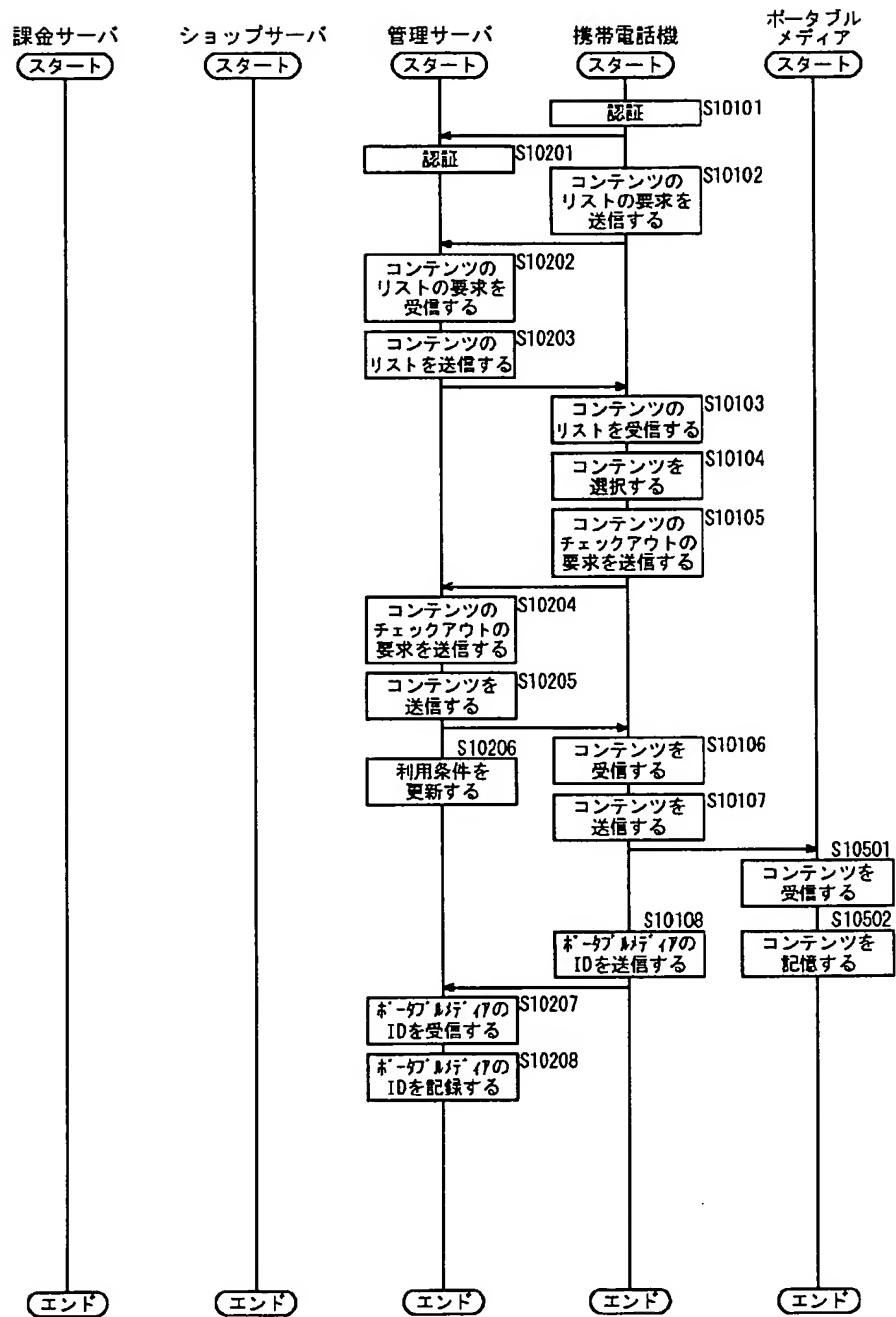 課金サーバ
ショップサーバ
管理サーバ
携帯電話機
ポータブル
メディア
スタート
スタート
スタート
スタート
スタート
認証
S10101
認証
S10201
コンテンツの
リストの要求を
送信する
S10102
コンテンツの
リストの要求を
受信する
S10202
コンテンツの
リストを送信する
S10203
コンテンツの
リストを受信する
S10103
コンテンツを
選択する
S10104
コンテンツの
チェックアウトの
要求を送信する
S10105
コンテンツの
チェックアウトの
要求を送信する
S10204
コンテンツを
送信する
S10205
S10206
利用条件を
更新する
コンテンツを
受信する
S10106
コンテンツを
送信する
S10107
S10501
コンテンツを
受信する
S10502
コンテンツを
記憶する
S10108
ポータブルメディアの
IDを送信する
ポータブルメディアの
IDを受信する
S10207
ポータブルメディアの
IDを記録する
S10208
エンド
エンド
エンド
エンド
エンド